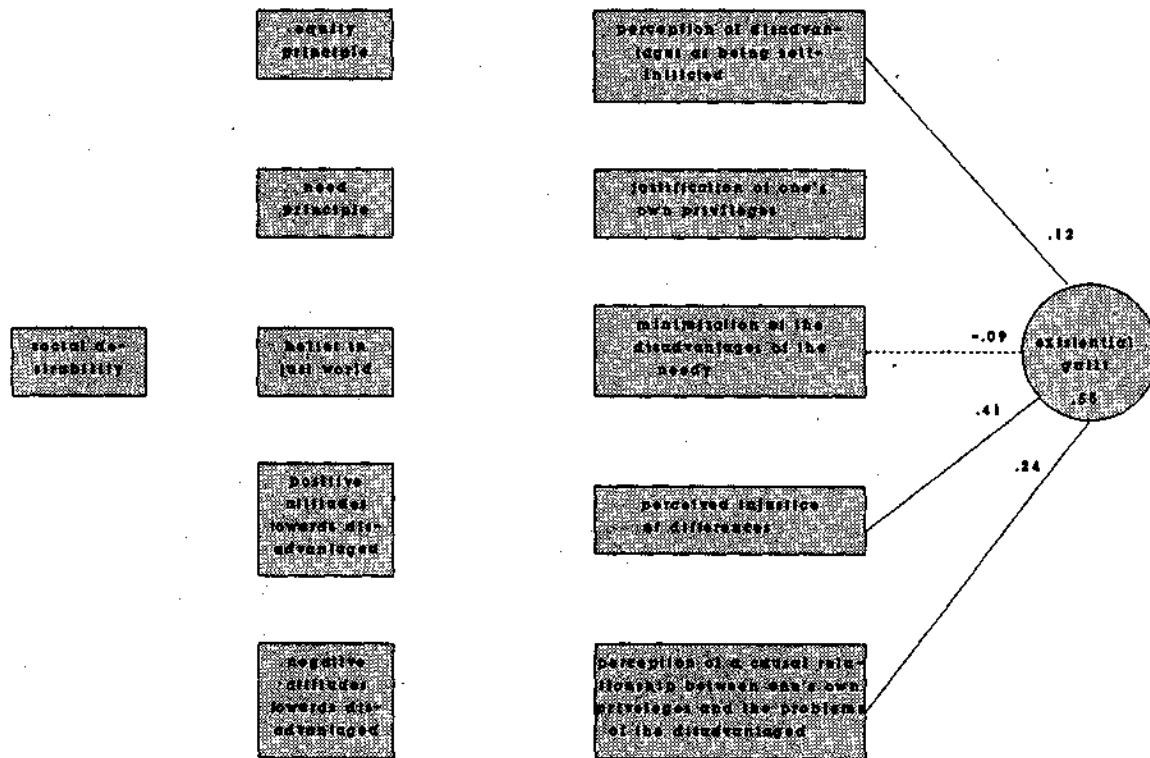 equity
principle
perception of disadvan-
tages as being self-
initiated
need
principle
justification of one's
own privileges
.12
social de-
sirability
belief in
just world
minimization of the
disadvantages of the
needy
-.09
existential
guilt
.55
.41
positive
attitudes
towards dis-
advantaged
perceived injustice
of differences
.24
negative
attitudes
towards dis-
advantaged
perception of a causal rela-
tionship between one's own
privileges and the problems
of the disadvantaged